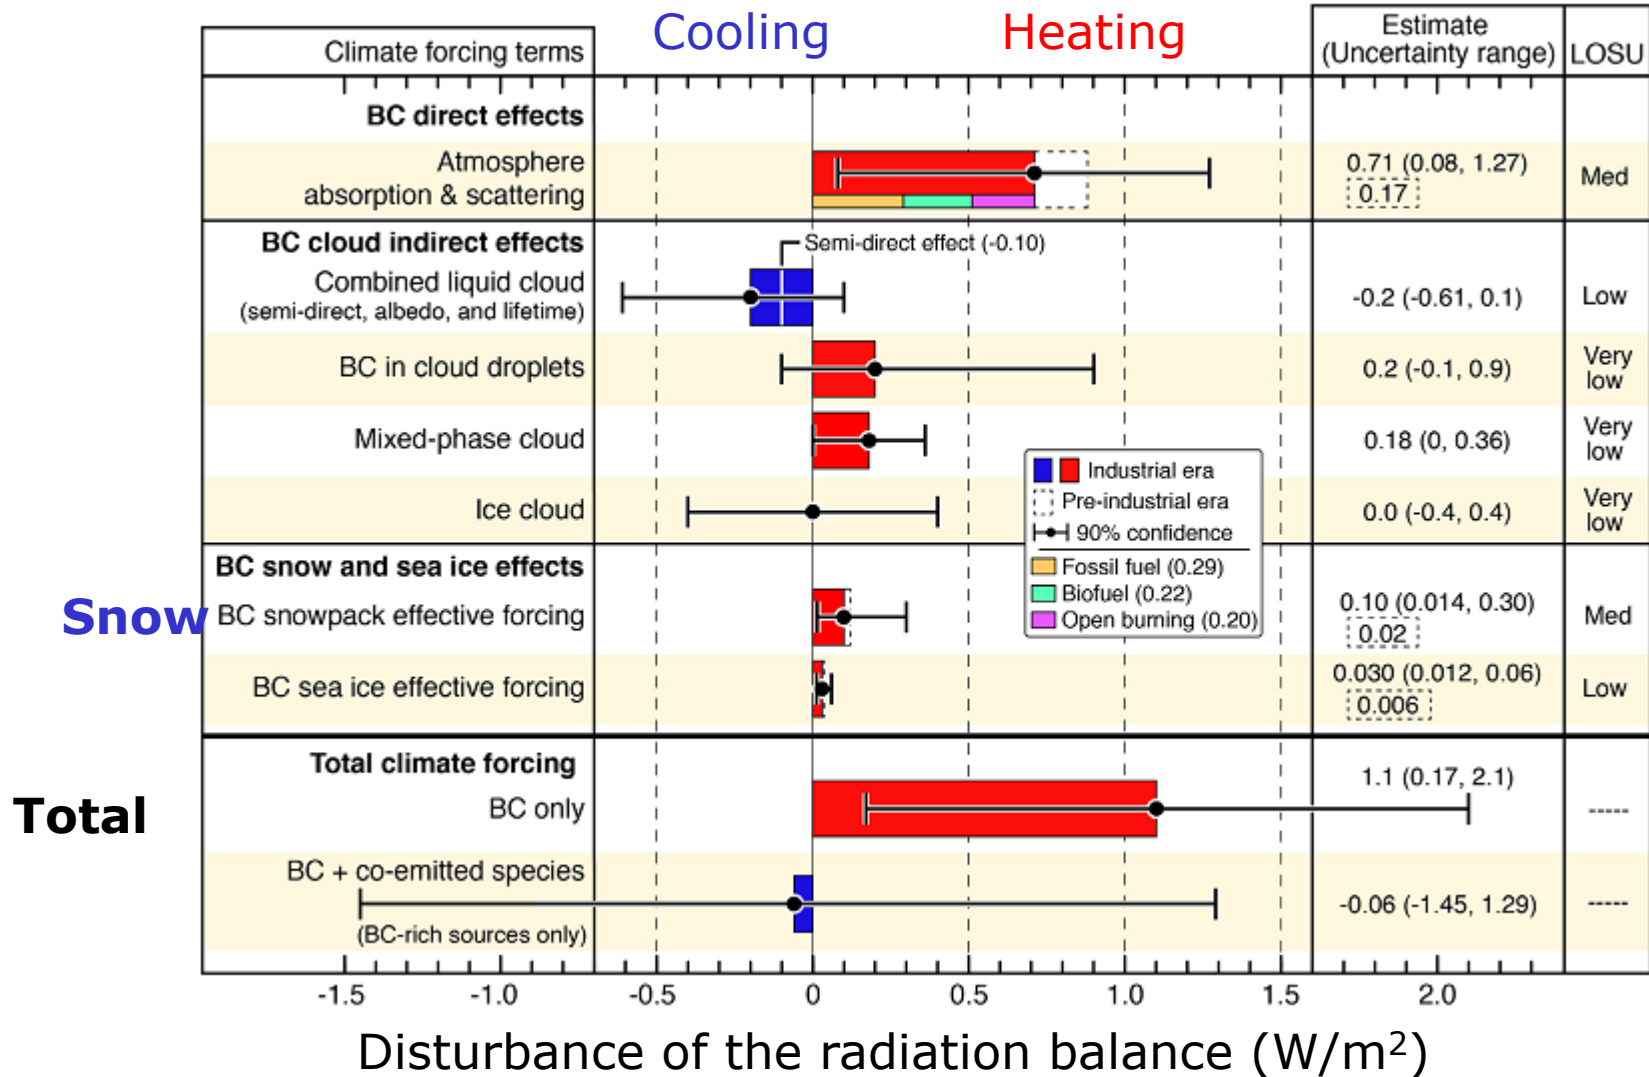 Cooling Heating
Climate forcing terms
Estimate
(Uncertainty range)
LOSU
BC direct effects
Atmosphere
absorption & scattering
0.71 (0.08, 1.27)
0.17
Med
BC cloud indirect effects
Semi-direct effect (-0.10)
Combined liquid cloud
(semi-direct, albedo, and lifetime)
-0.2 (-0.61, 0.1)
Low
BC in cloud droplets
0.2 (-0.1, 0.9)
Very
low
Mixed-phase cloud
0.18 (0, 0.36)
Very
low
Ice cloud
0.0 (-0.4, 0.4)
Very
low
Industrial era
Pre-industrial era
90% confidence
Fossil fuel (0.29)
Biofuel (0.22)
Open burning (0.20)
BC snow and sea ice effects
Snow
BC snowpack effective forcing
0.10 (0.014, 0.30)
0.02
Med
BC sea ice effective forcing
0.030 (0.012, 0.06)
0.006
Low
Total climate forcing
Total
BC only
1.1 (0.17, 2.1)
-----
BC + co-emitted species
(BC-rich sources only)
-0.06 (-1.45, 1.29)
-----
-1.5 -1.0 -0.5 0 0.5 1.0 1.5 2.0
Disturbance of the radiation balance (W/m²)